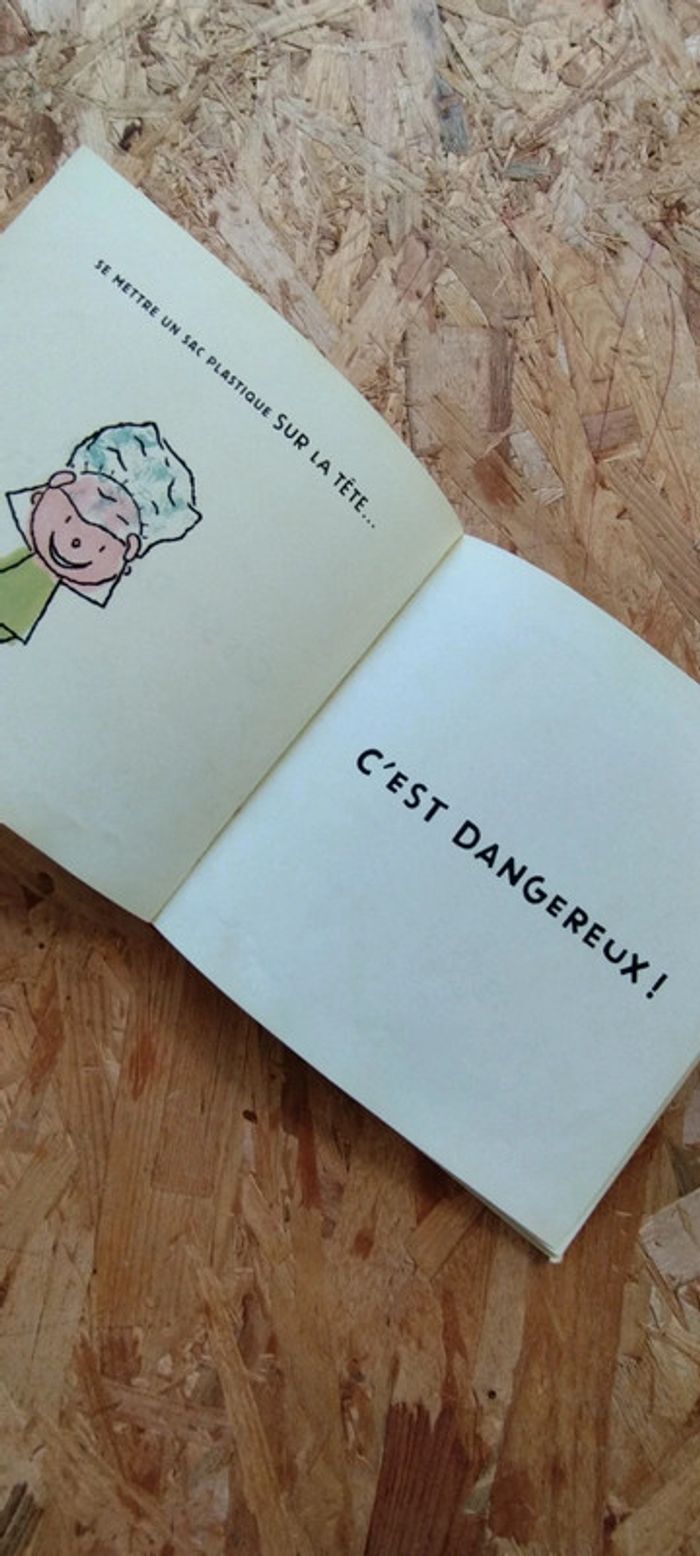 SE METTRE UN SAC PLASTIQUE SUR LA TÊTE...
C'EST DANGEREUX !